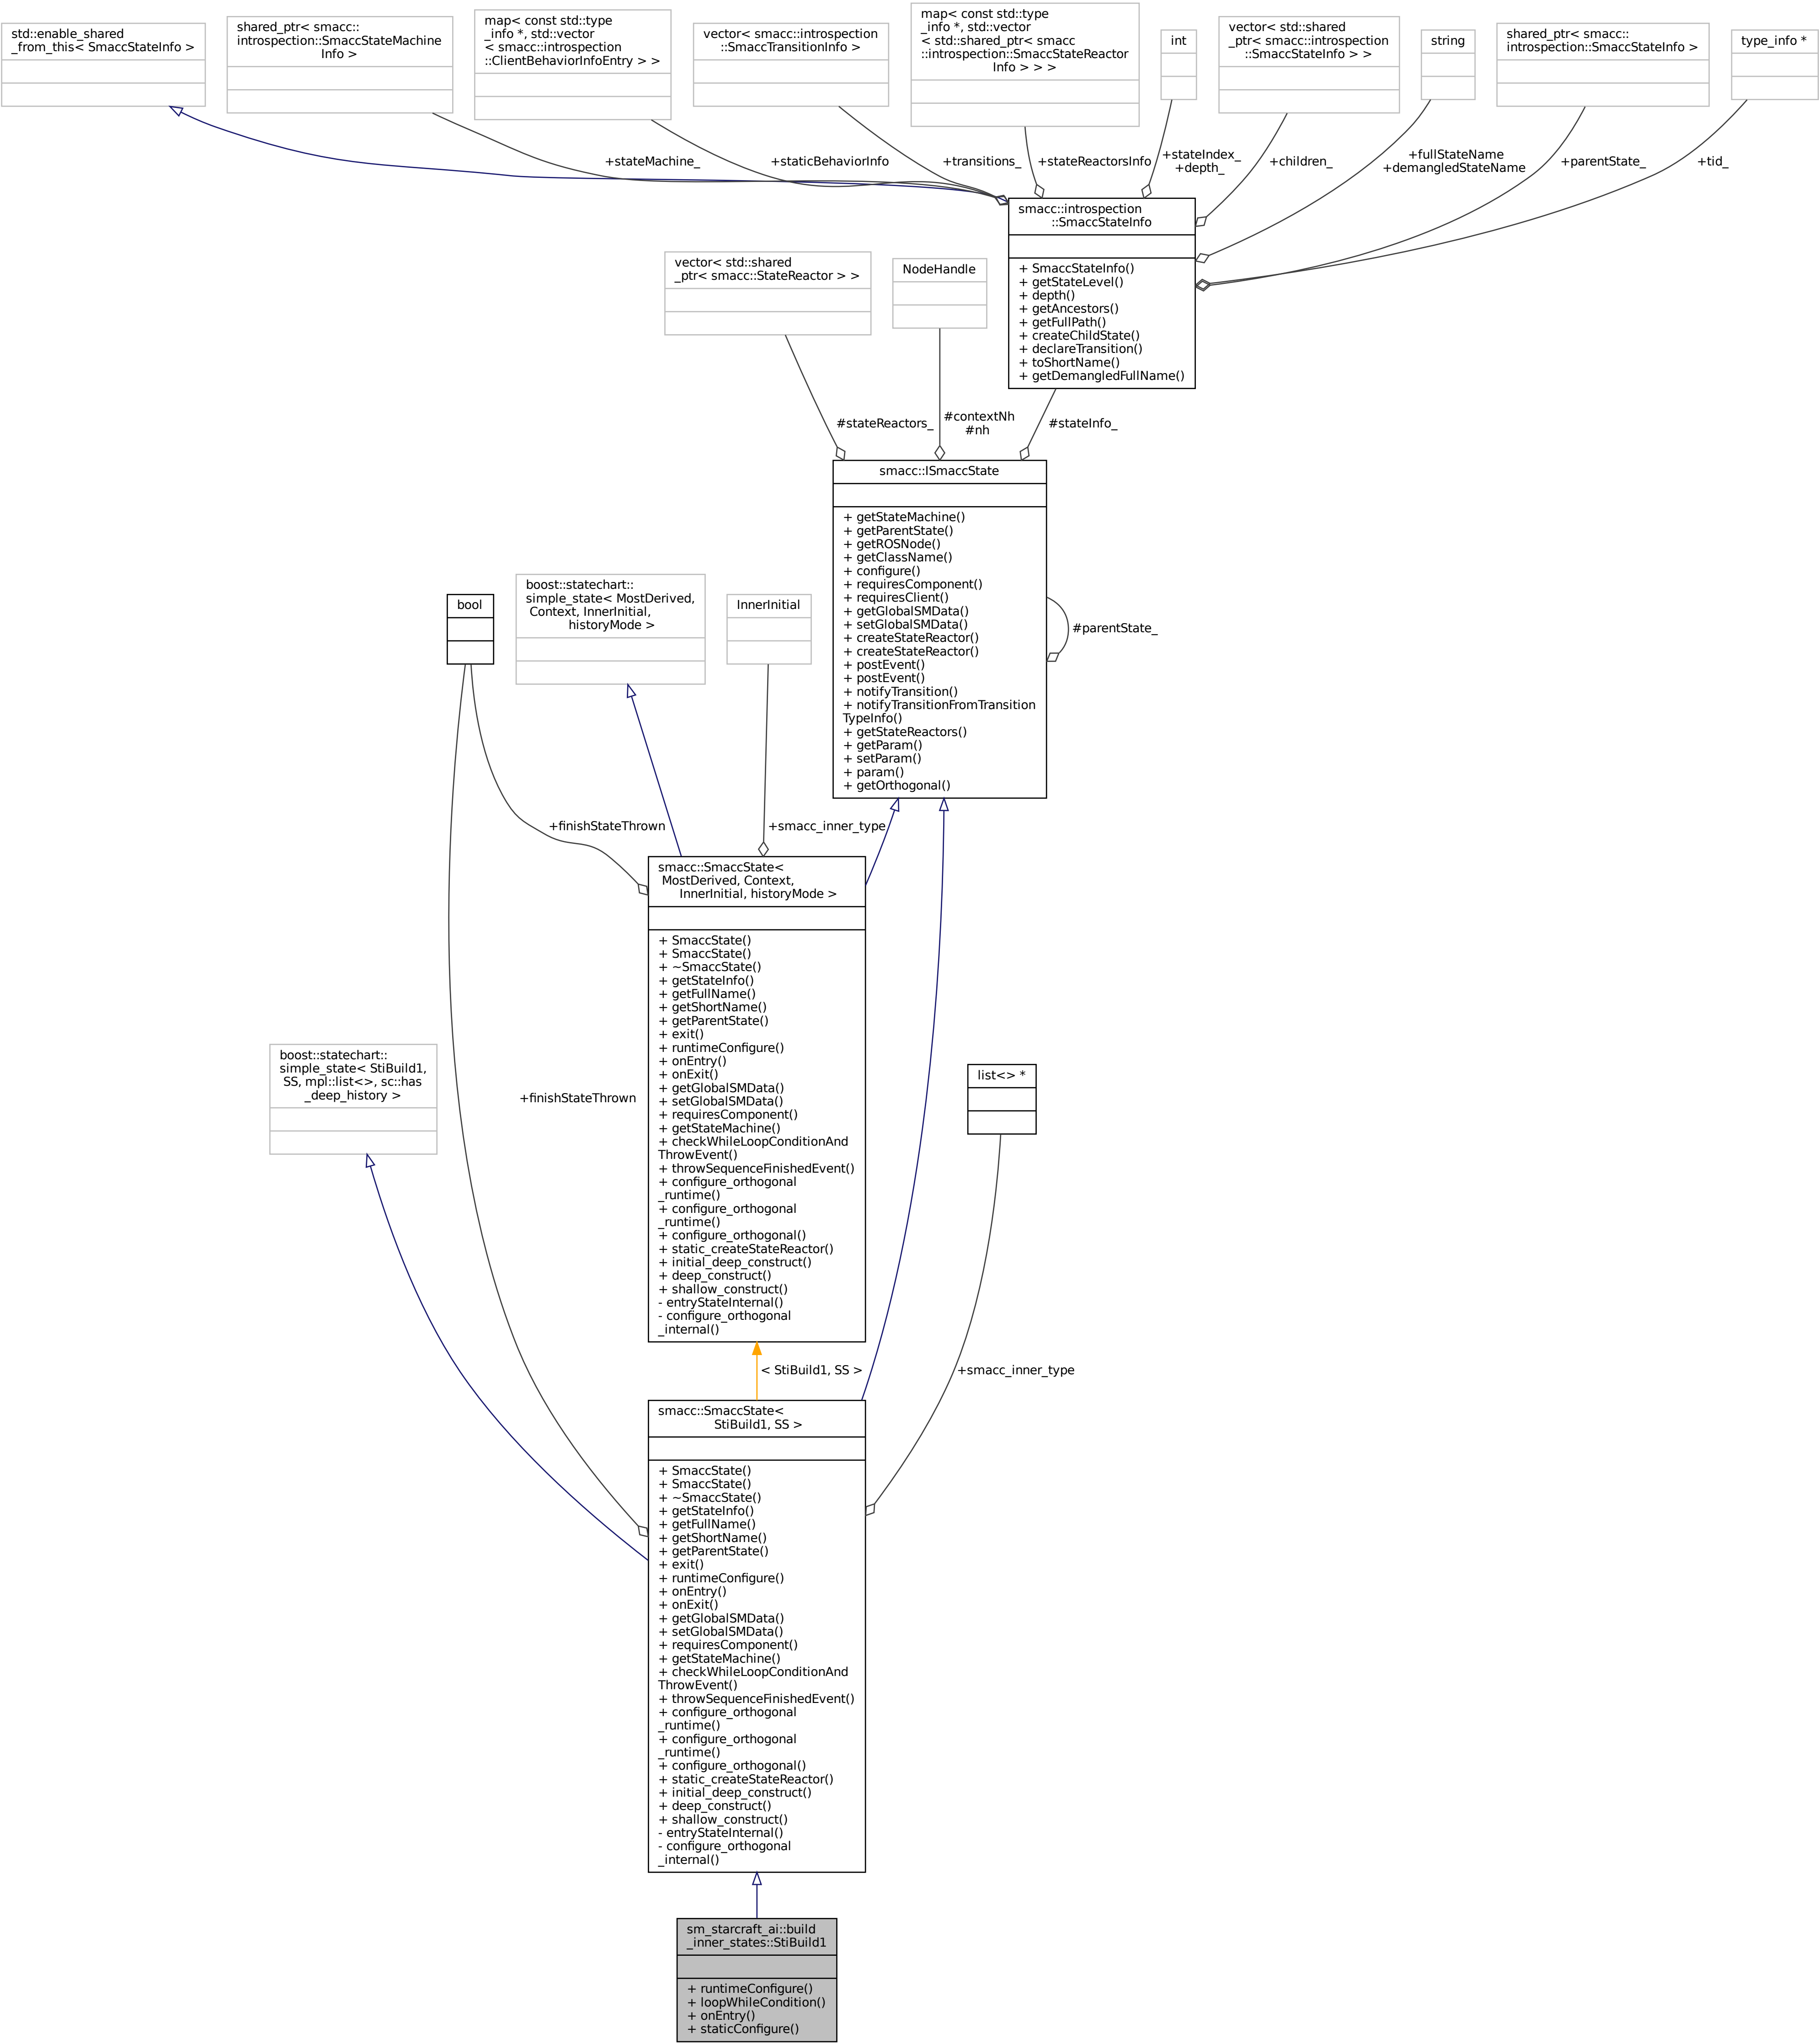 std::enable_shared
_from_this< SmaccStateInfo >
shared_ptr< smacc::
introspection::SmaccStateMachine
Info >
map< const std::type
_info *, std::vector
< smacc::introspection
::ClientBehaviorInfoEntry > >
vector< smacc::introspection
::SmaccTransitionInfo >
map< const std::type
_info *, std::vector
< std::shared_ptr< smacc
::introspection::SmaccStateReactor
Info > > >
int
vector< std::shared
_ptr< smacc::introspection
::SmaccStateInfo > >
string
shared_ptr< smacc::
introspection::SmaccStateInfo >
type_info *
+stateMachine_
+staticBehaviorInfo
+transitions_
+stateReactorsInfo
+stateIndex_
+depth_
+children_
+fullStateName
+demangledStateName
+parentState_
+tid_
smacc::introspection
::SmaccStateInfo
+ SmaccStateInfo()
+ getStateLevel()
+ depth()
+ getAncestors()
+ getFullPath()
+ createChildState()
+ declareTransition()
+ toShortName()
+ getDemangledFullName()
vector< std::shared
_ptr< smacc::StateReactor > >
NodeHandle
#stateReactors_
#contextNh
#nh
#stateInfo_
smacc::ISmaccState
+ getStateMachine()
+ getParentState()
+ getROSNode()
+ getClassName()
+ configure()
+ requiresComponent()
+ requiresClient()
+ getGlobalSMData()
+ setGlobalSMData()
+ createStateReactor()
+ createStateReactor()
+ postEvent()
+ postEvent()
+ notifyTransition()
+ notifyTransitionFromTransition
TypeInfo()
+ getStateReactors()
+ getParam()
+ setParam()
+ param()
+ getOrthogonal()
#parentState_
bool
boost::statechart::
simple_state< MostDerived,
Context, InnerInitial,
historyMode >
InnerInitial
+finishStateThrown
+smacc_inner_type
smacc::SmaccState<
MostDerived, Context,
InnerInitial, historyMode >
+ SmaccState()
+ SmaccState()
+ ~SmaccState()
+ getStateInfo()
+ getFullName()
+ getShortName()
+ getParentState()
+ exit()
+ runtimeConfigure()
+ onEntry()
+ onExit()
+ getGlobalSMData()
+ setGlobalSMData()
+ requiresComponent()
+ getStateMachine()
+ checkWhileLoopConditionAnd
ThrowEvent()
+ throwSequenceFinishedEvent()
+ configure_orthogonal
_runtime()
+ configure_orthogonal
_runtime()
+ configure_orthogonal()
+ static_createStateReactor()
+ initial_deep_construct()
+ deep_construct()
+ shallow_construct()
- entryStateInternal()
- configure_orthogonal
_internal()
boost::statechart::
simple_state< StiBuild1,
SS, mpl::list<>, sc::has
_deep_history >
+finishStateThrown
list<> *
< StiBuild1, SS >
+smacc_inner_type
smacc::SmaccState<
StiBuild1, SS >
+ SmaccState()
+ SmaccState()
+ ~SmaccState()
+ getStateInfo()
+ getFullName()
+ getShortName()
+ getParentState()
+ exit()
+ runtimeConfigure()
+ onEntry()
+ onExit()
+ getGlobalSMData()
+ setGlobalSMData()
+ requiresComponent()
+ getStateMachine()
+ checkWhileLoopConditionAnd
ThrowEvent()
+ throwSequenceFinishedEvent()
+ configure_orthogonal
_runtime()
+ configure_orthogonal
_runtime()
+ configure_orthogonal()
+ static_createStateReactor()
+ initial_deep_construct()
+ deep_construct()
+ shallow_construct()
- entryStateInternal()
- configure_orthogonal
_internal()
sm_starcraft_ai::build
_inner_states::StiBuild1
+ runtimeConfigure()
+ loopWhileCondition()
+ onEntry()
+ staticConfigure()